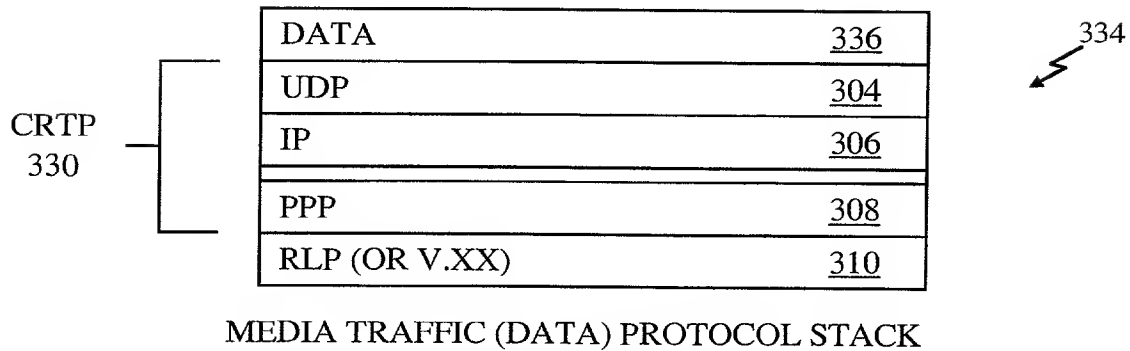 DATA 336
334
UDP 304
CRTP
330
IP 306
PPP 308
RLP (OR V.XX) 310
MEDIA TRAFFIC (DATA) PROTOCOL STACK